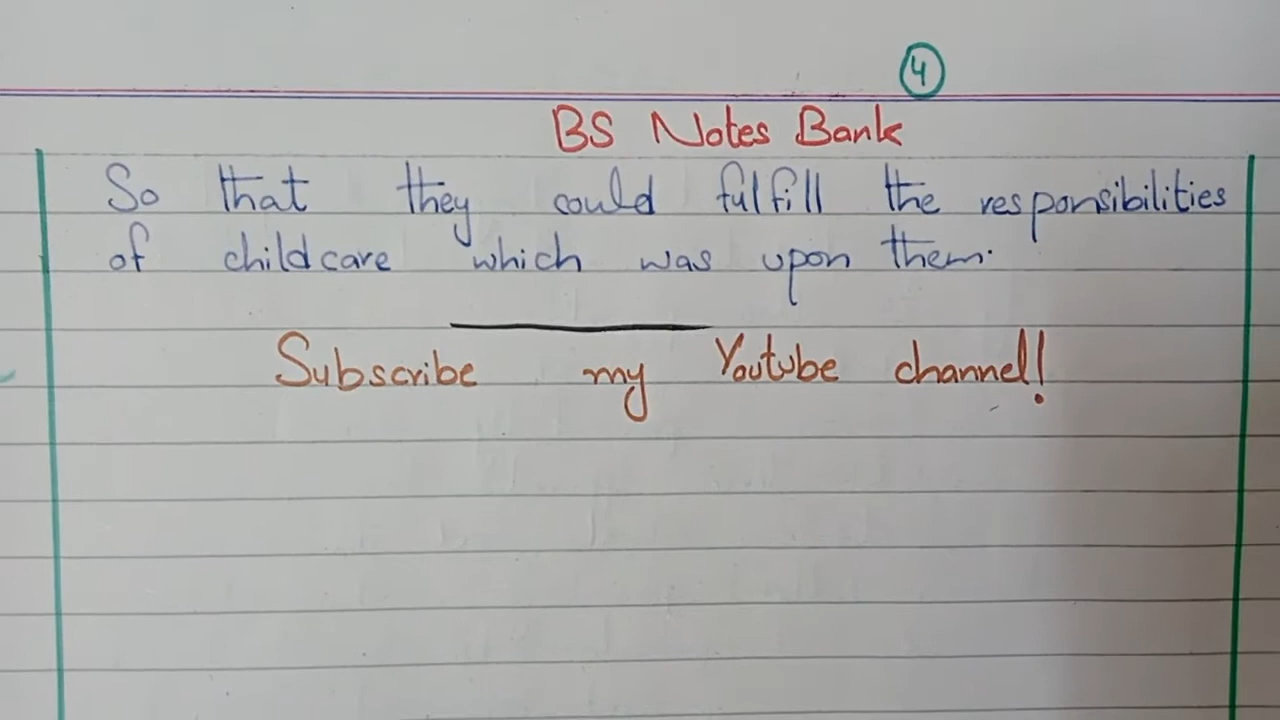 4
BS Notes Bank
So that they could fulfill the responsibilities
of childcare which was upon them.
Subscribe my Youtube channel!